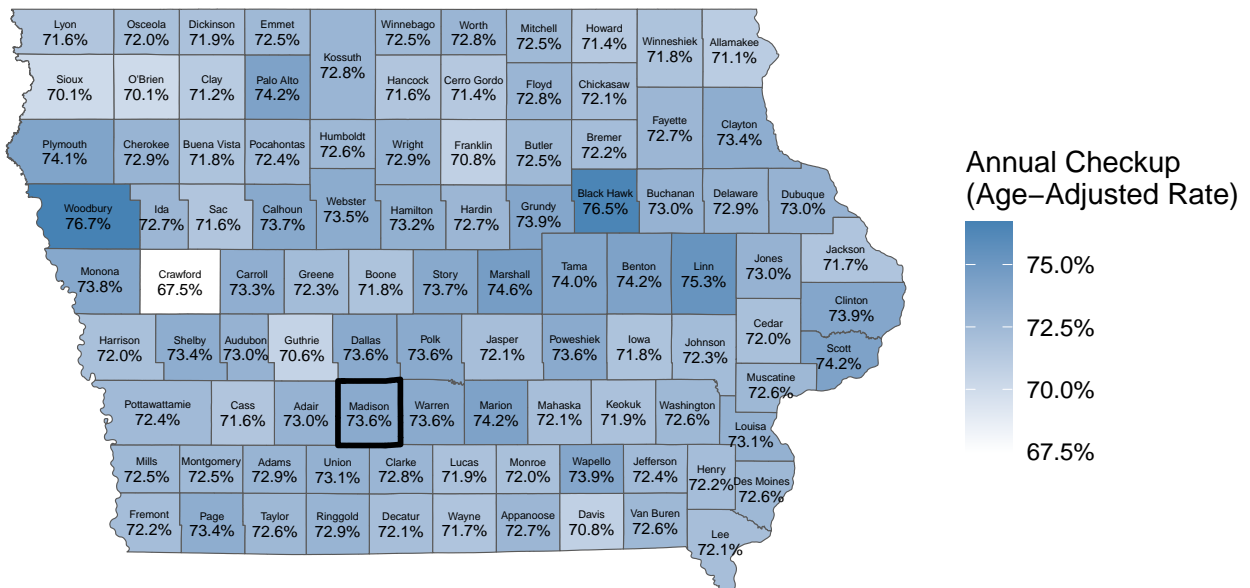 Lyon
71.6%
Osceola
72.0%
Dickinson
71.9%
Emmet
72.5%
Kossuth
72.8%
Winnebago
72.5%
Worth
72.8%
Mitchell
72.5%
Howard
71.4%
Winneshiek
71.8%
Allamakee
71.1%
Sioux
70.1%
O'Brien
70.1%
Clay
71.2%
Palo Alto
74.2%
Hancock
71.6%
Cerro Gordo
71.4%
Floyd
72.8%
Chickasaw
72.1%
Fayette
72.7%
Clayton
73.4%
Plymouth
74.1%
Cherokee
72.9%
Buena Vista
71.8%
Pocahontas
72.4%
Humboldt
72.6%
Wright
72.9%
Franklin
70.8%
Butler
72.5%
Bremer
72.2%
Woodbury
76.7%
Ida
72.7%
Sac
71.6%
Calhoun
73.7%
Webster
73.5%
Hamilton
73.2%
Hardin
72.7%
Grundy
73.9%
Black Hawk
76.5%
Buchanan
73.0%
Delaware
72.9%
Dubuque
73.0%
Monona
73.8%
Crawford
67.5%
Carroll
73.3%
Greene
72.3%
Boone
71.8%
Story
73.7%
Marshall
74.6%
Tama
74.0%
Benton
74.2%
Linn
75.3%
Jones
73.0%
Jackson
71.7%
Clinton
73.9%
Harrison
72.0%
Shelby
73.4%
Audubon
73.0%
Guthrie
70.6%
Dallas
73.6%
Polk
73.6%
Jasper
72.1%
Poweshiek
73.6%
Iowa
71.8%
Johnson
72.3%
Cedar
72.0%
Scott
74.2%
Muscatine
72.6%
Pottawattamie
72.4%
Cass
71.6%
Adair
73.0%
Madison
73.6%
Warren
73.6%
Marion
74.2%
Mahaska
72.1%
Keokuk
71.9%
Washington
72.6%
Louisa
73.1%
Mills
72.5%
Montgomery
72.5%
Adams
72.9%
Union
73.1%
Clarke
72.8%
Lucas
71.9%
Monroe
72.0%
Wapello
73.9%
Jefferson
72.4%
Henry
72.2%
Des Moines
72.6%
Fremont
72.2%
Page
73.4%
Taylor
72.6%
Ringgold
72.9%
Decatur
72.1%
Wayne
71.7%
Appanoose
72.7%
Davis
70.8%
Van Buren
72.6%
Lee
72.1%
Annual Checkup
(Age−Adjusted Rate)
75.0%
72.5%
70.0%
67.5%